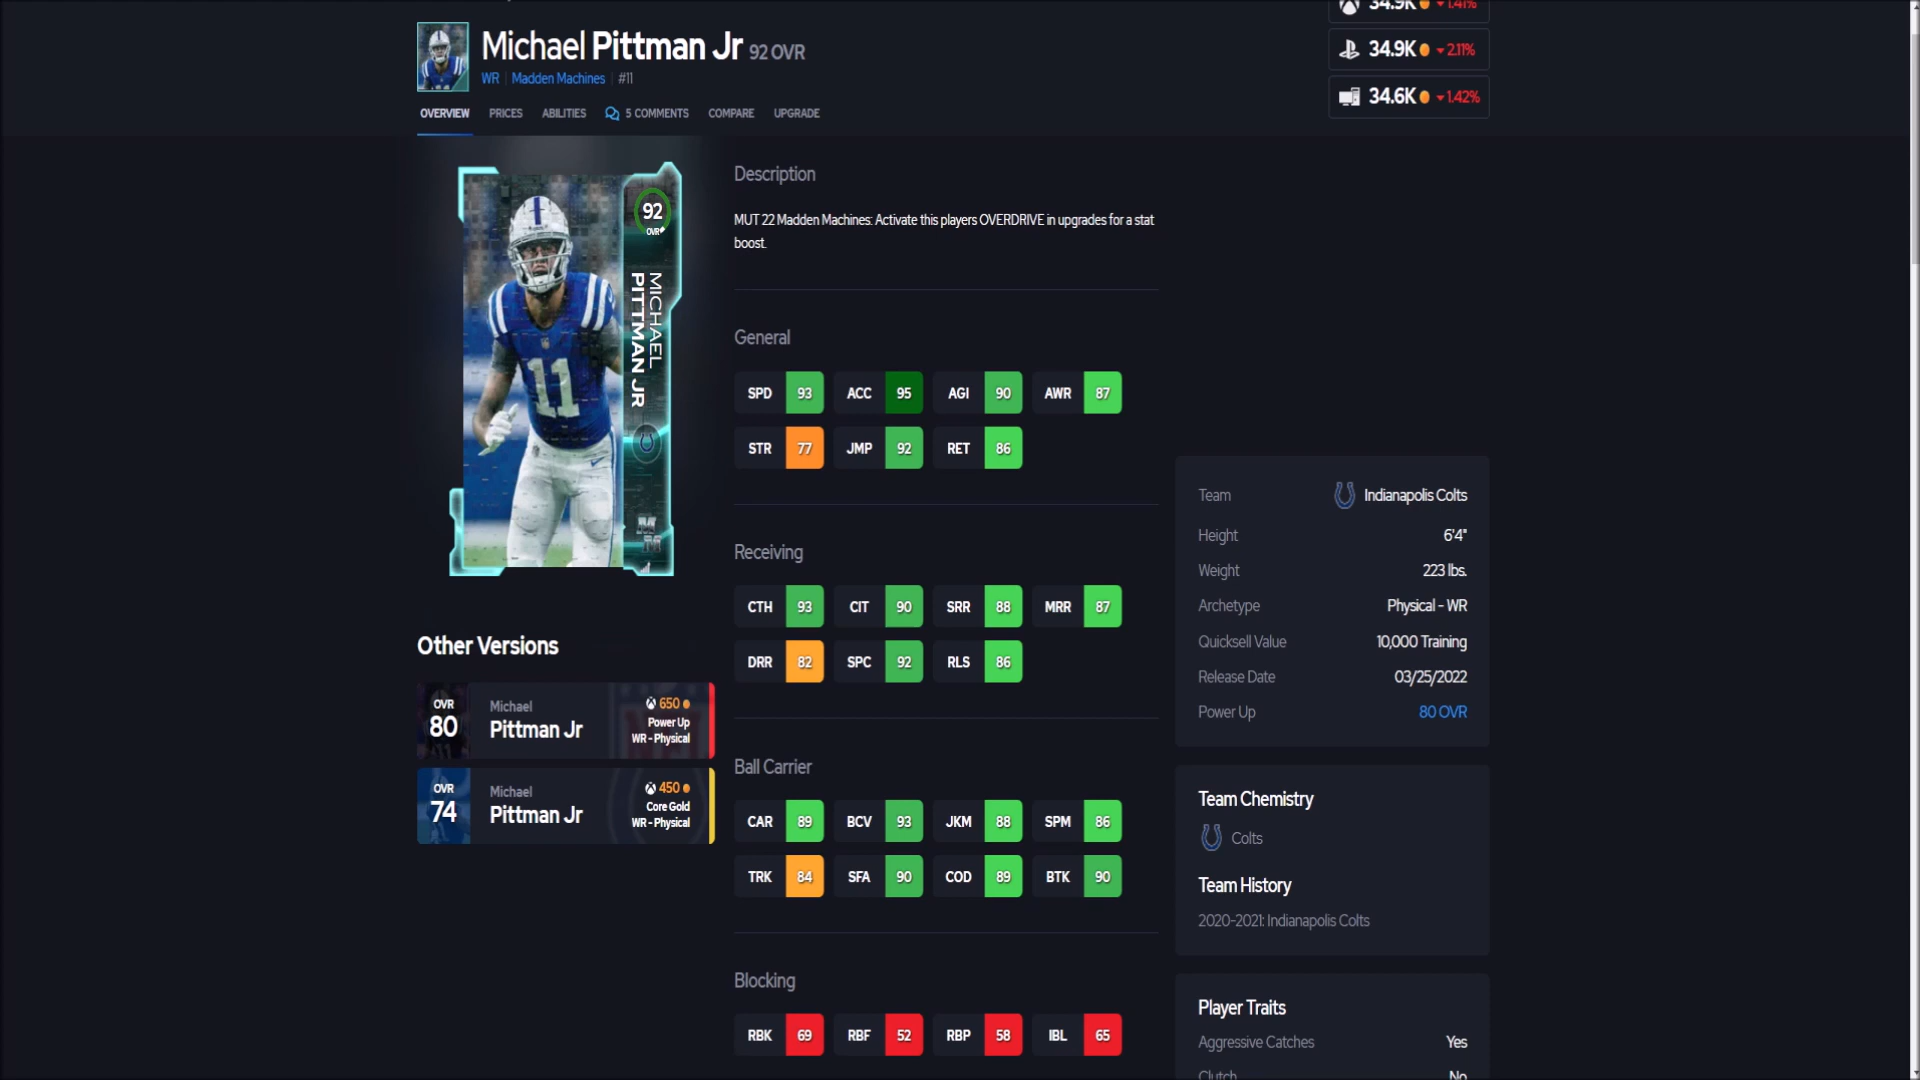 Michael Pittman Jr 92 OVR
WR | Madden Machines | #11
34.9K 1.41%
34.9K 2.11%
34.6K 1.42%
OVERVIEW PRICES ABILITIES 5 COMMENTS COMPARE UPGRADE
92
OVR
MICHAEL
PITTMAN JR
11
MM
Description
MUT 22 Madden Machines: Activate this players OVERDRIVE in upgrades for a stat
boost.
General
SPD 93 ACC 95 AGI 90 AWR 87
STR 77 JMP 92 RET 86
Receiving
CTH 93 CIT 90 SRR 88 MRR 87
DRR 82 SPC 92 RLS 86
Ball Carrier
CAR 89 BCV 93 JKM 88 SPM 86
TRK 84 SFA 90 COD 89 BTK 90
Blocking
RBK 69 RBF 52 RBP 58 IBL 65
Other Versions
OVR
80
Michael
Pittman Jr
650
Power Up
WR - Physical
OVR
74
Michael
Pittman Jr
450
Core Gold
WR - Physical
Team Indianapolis Colts
Height 6'4"
Weight 223 lbs.
Archetype Physical - WR
Quicksell Value 10,000 Training
Release Date 03/25/2022
Power Up 80 OVR
Team Chemistry
Colts
Team History
2020-2021: Indianapolis Colts
Player Traits
Aggressive Catches Yes
Clutch No